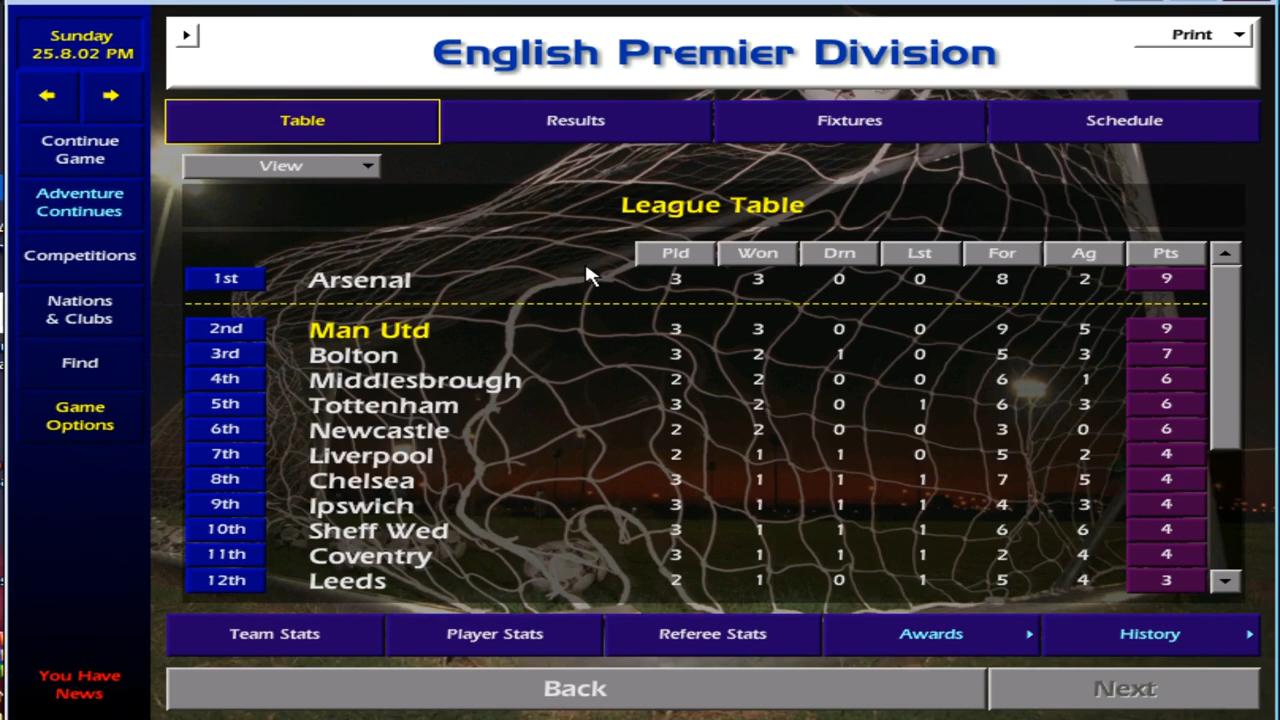 Sunday
25.8.02 PM
Continue
Game
Adventure
Continues
Competitions
Nations
& Clubs
Find
Game
Options
You Have
News
English Premier Division
Print
Table Results Fixtures Schedule
View
League Table
Pld Won Drn Lst For Ag Pts
1st Arsenal 3 3 0 0 8 2 9
2nd Man Utd 3 3 0 0 9 5 9
3rd Bolton 3 2 1 0 5 3 7
4th Middlesbrough 2 2 0 0 6 1 6
5th Tottenham 3 2 0 1 6 3 6
6th Newcastle 2 2 0 0 3 0 6
7th Liverpool 2 1 1 0 5 2 4
8th Chelsea 3 1 1 1 7 5 4
9th Ipswich 3 1 1 1 4 3 4
10th Sheff Wed 3 1 1 1 6 6 4
11th Coventry 3 1 1 1 2 4 4
12th Leeds 2 1 0 1 5 4 3
Team Stats Player Stats Referee Stats Awards History
Back Next